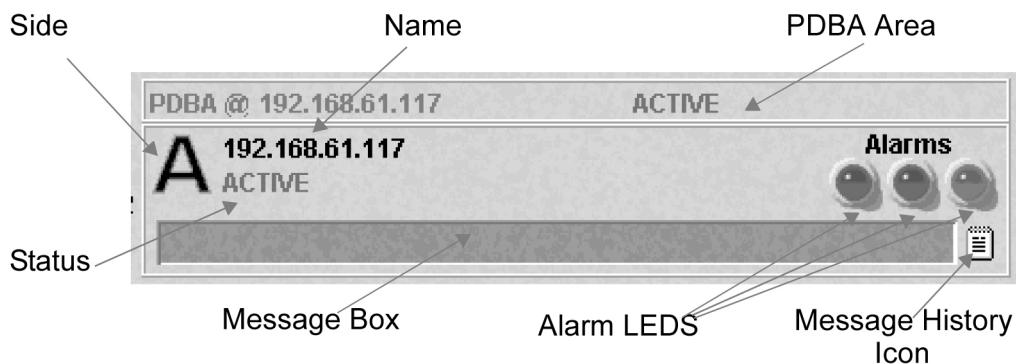 Side Name PDBA Area
PDBA @ 192.168.61.117 ACTIVE
A 192.168.61.117 Alarms
ACTIVE
Status
Message Box Alarm LEDS Message History
Icon